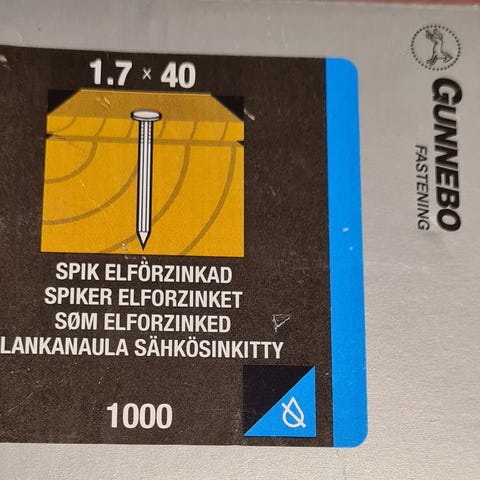 1.7 × 40
SPIK ELFÖRZINKAD
SPIKER ELFORZINKET
SØM ELFORZINKED
LANKANAULA SÄHKÖSINKITTY
1000
GUNNEBO
FASTENING